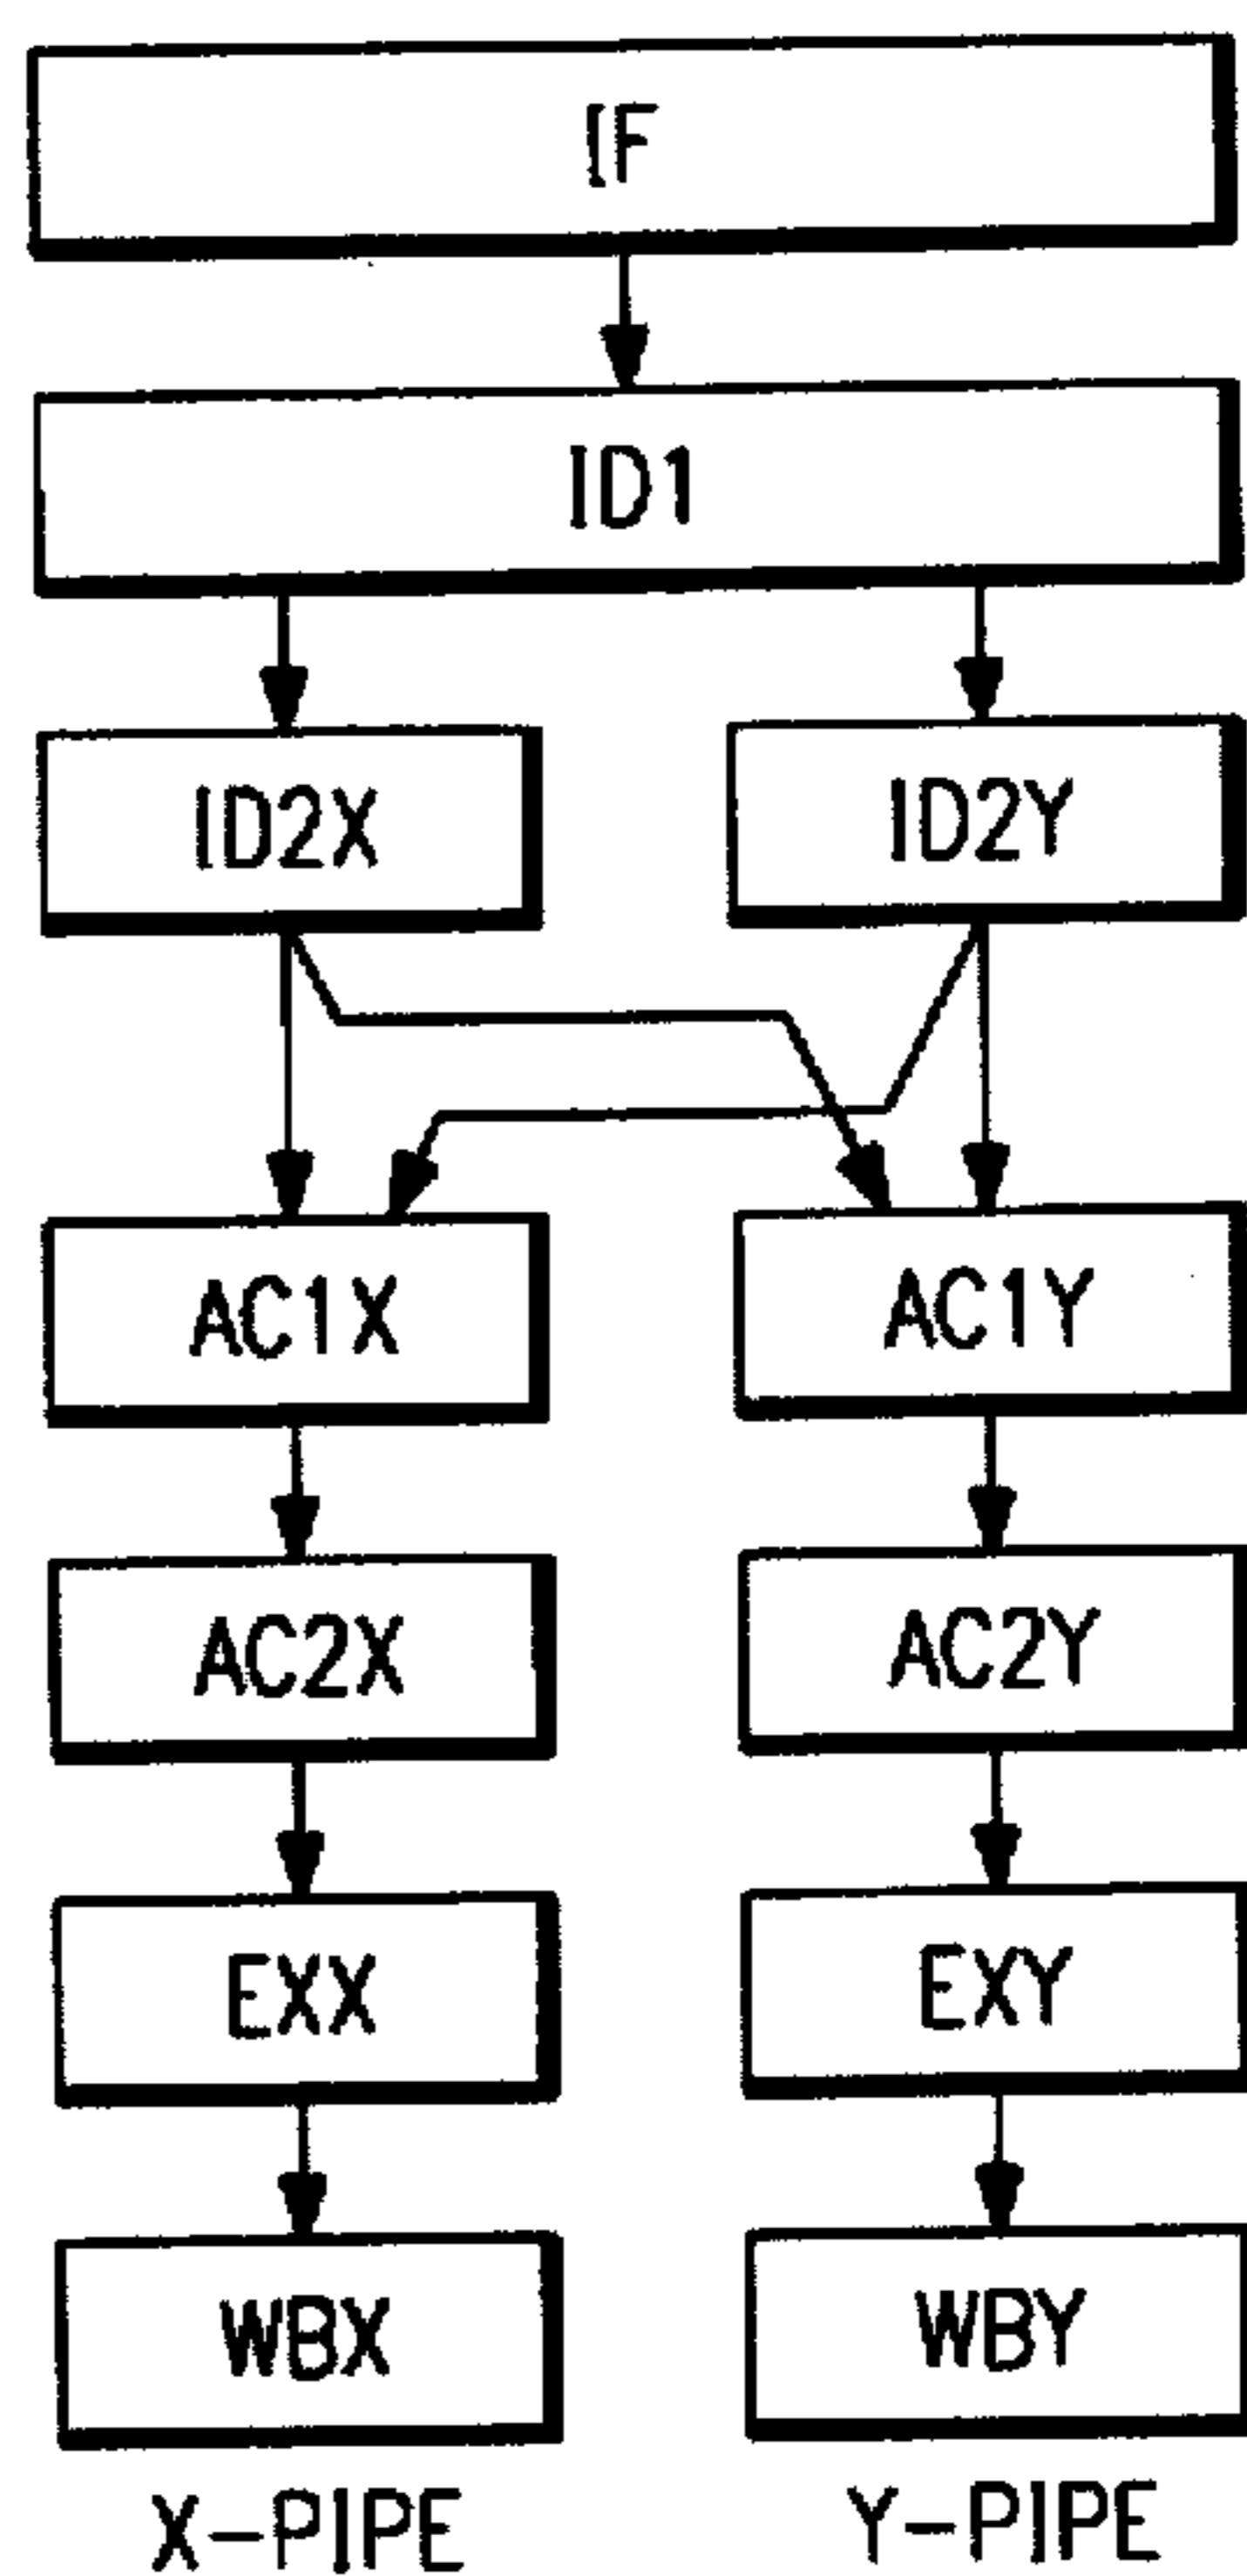 IF
ID1
ID2X
ID2Y
AC1X
AC1Y
AC2X
AC2Y
EXX
EXY
WBX
WBY
X-PIPE
Y-PIPE